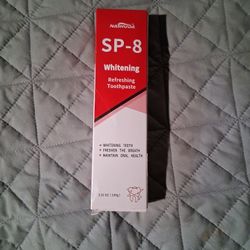 SP-8
Whitening
Refreshing
Toothpaste
WHITENING TEETH
FRESHEN THE BREATH
MAINTAIN ORAL HEALTH